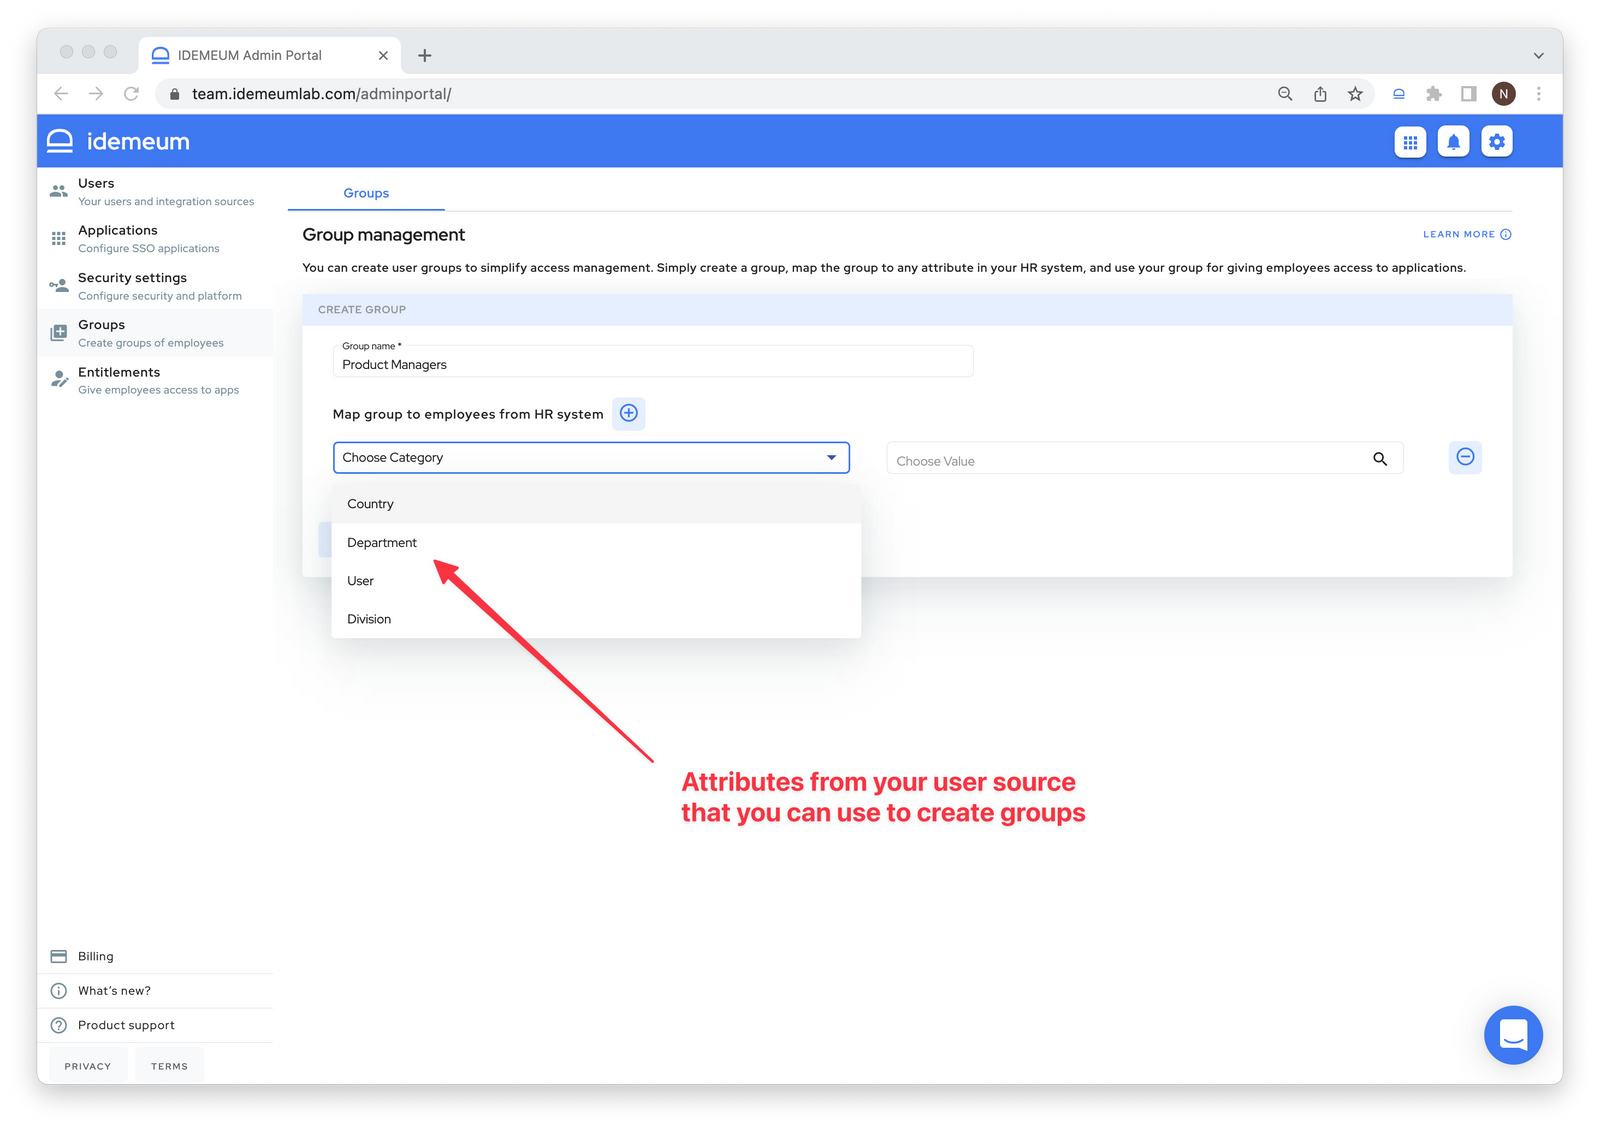 IDEMEUM Admin Portal
team.idemeumlab.com/adminportal/
N
idemeum
Users
Your users and integration sources
Applications
Configure SSO applications
Security settings
Configure security and platform
Groups
Create groups of employees
Entitlements
Give employees access to apps
Groups
Group management
LEARN MORE
You can create user groups to simplify access management. Simply create a group, map the group to any attribute in your HR system, and use your group for giving employees access to applications.
CREATE GROUP
Group name *
Product Managers
Map group to employees from HR system
Choose Category
Choose Value
Country
Department
User
Division
Attributes from your user source
that you can use to create groups
Billing
What's new?
Product support
PRIVACY
TERMS